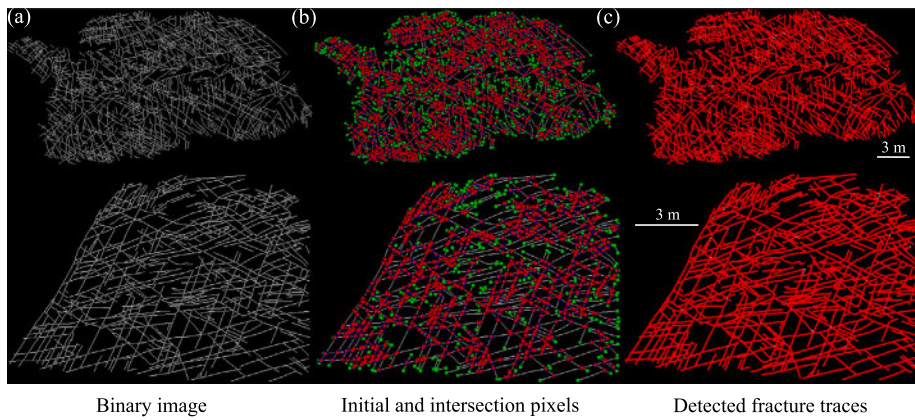 (a)
(b)
(c)
3 m
3 m
Binary image
Initial and intersection pixels
Detected fracture traces